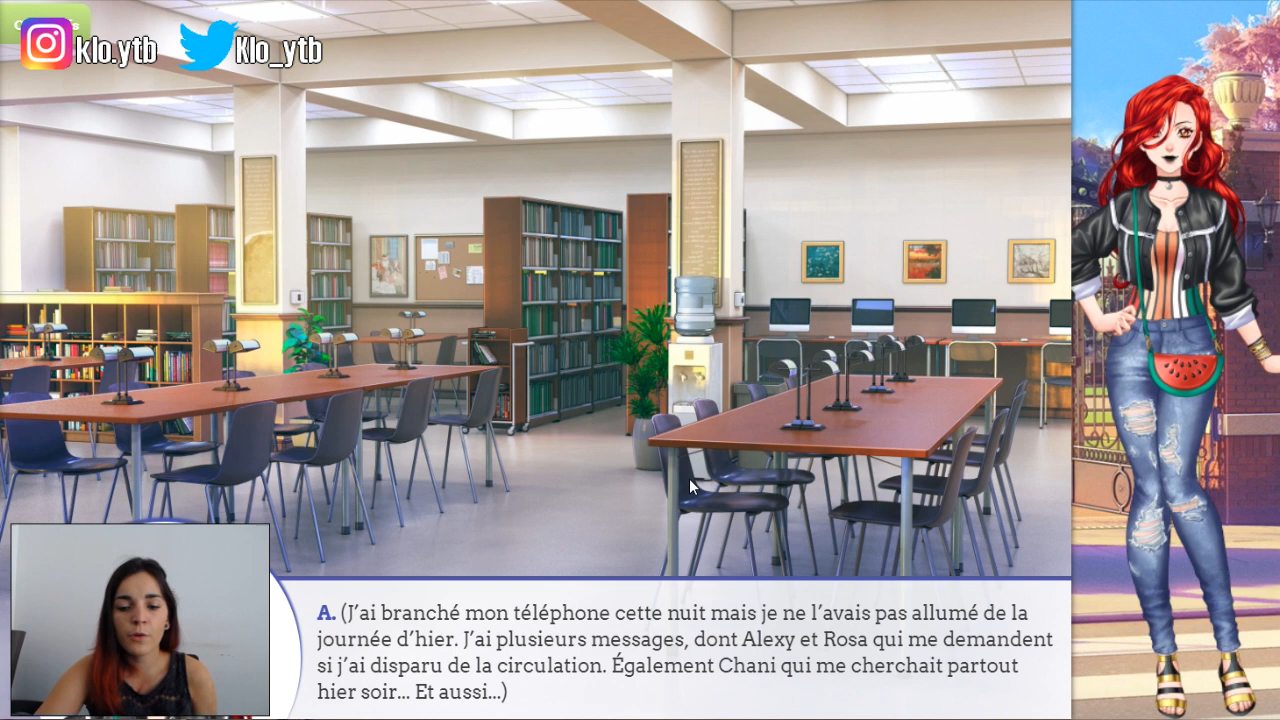 klo.ytb
Klo_ytb
A. (J'ai branché mon téléphone cette nuit mais je ne l'avais pas allumé de la
journée d'hier. J'ai plusieurs messages, dont Alexy et Rosa qui me demandent
si j'ai disparu de la circulation. Également Chani qui me cherchait partout
hier soir... Et aussi...)